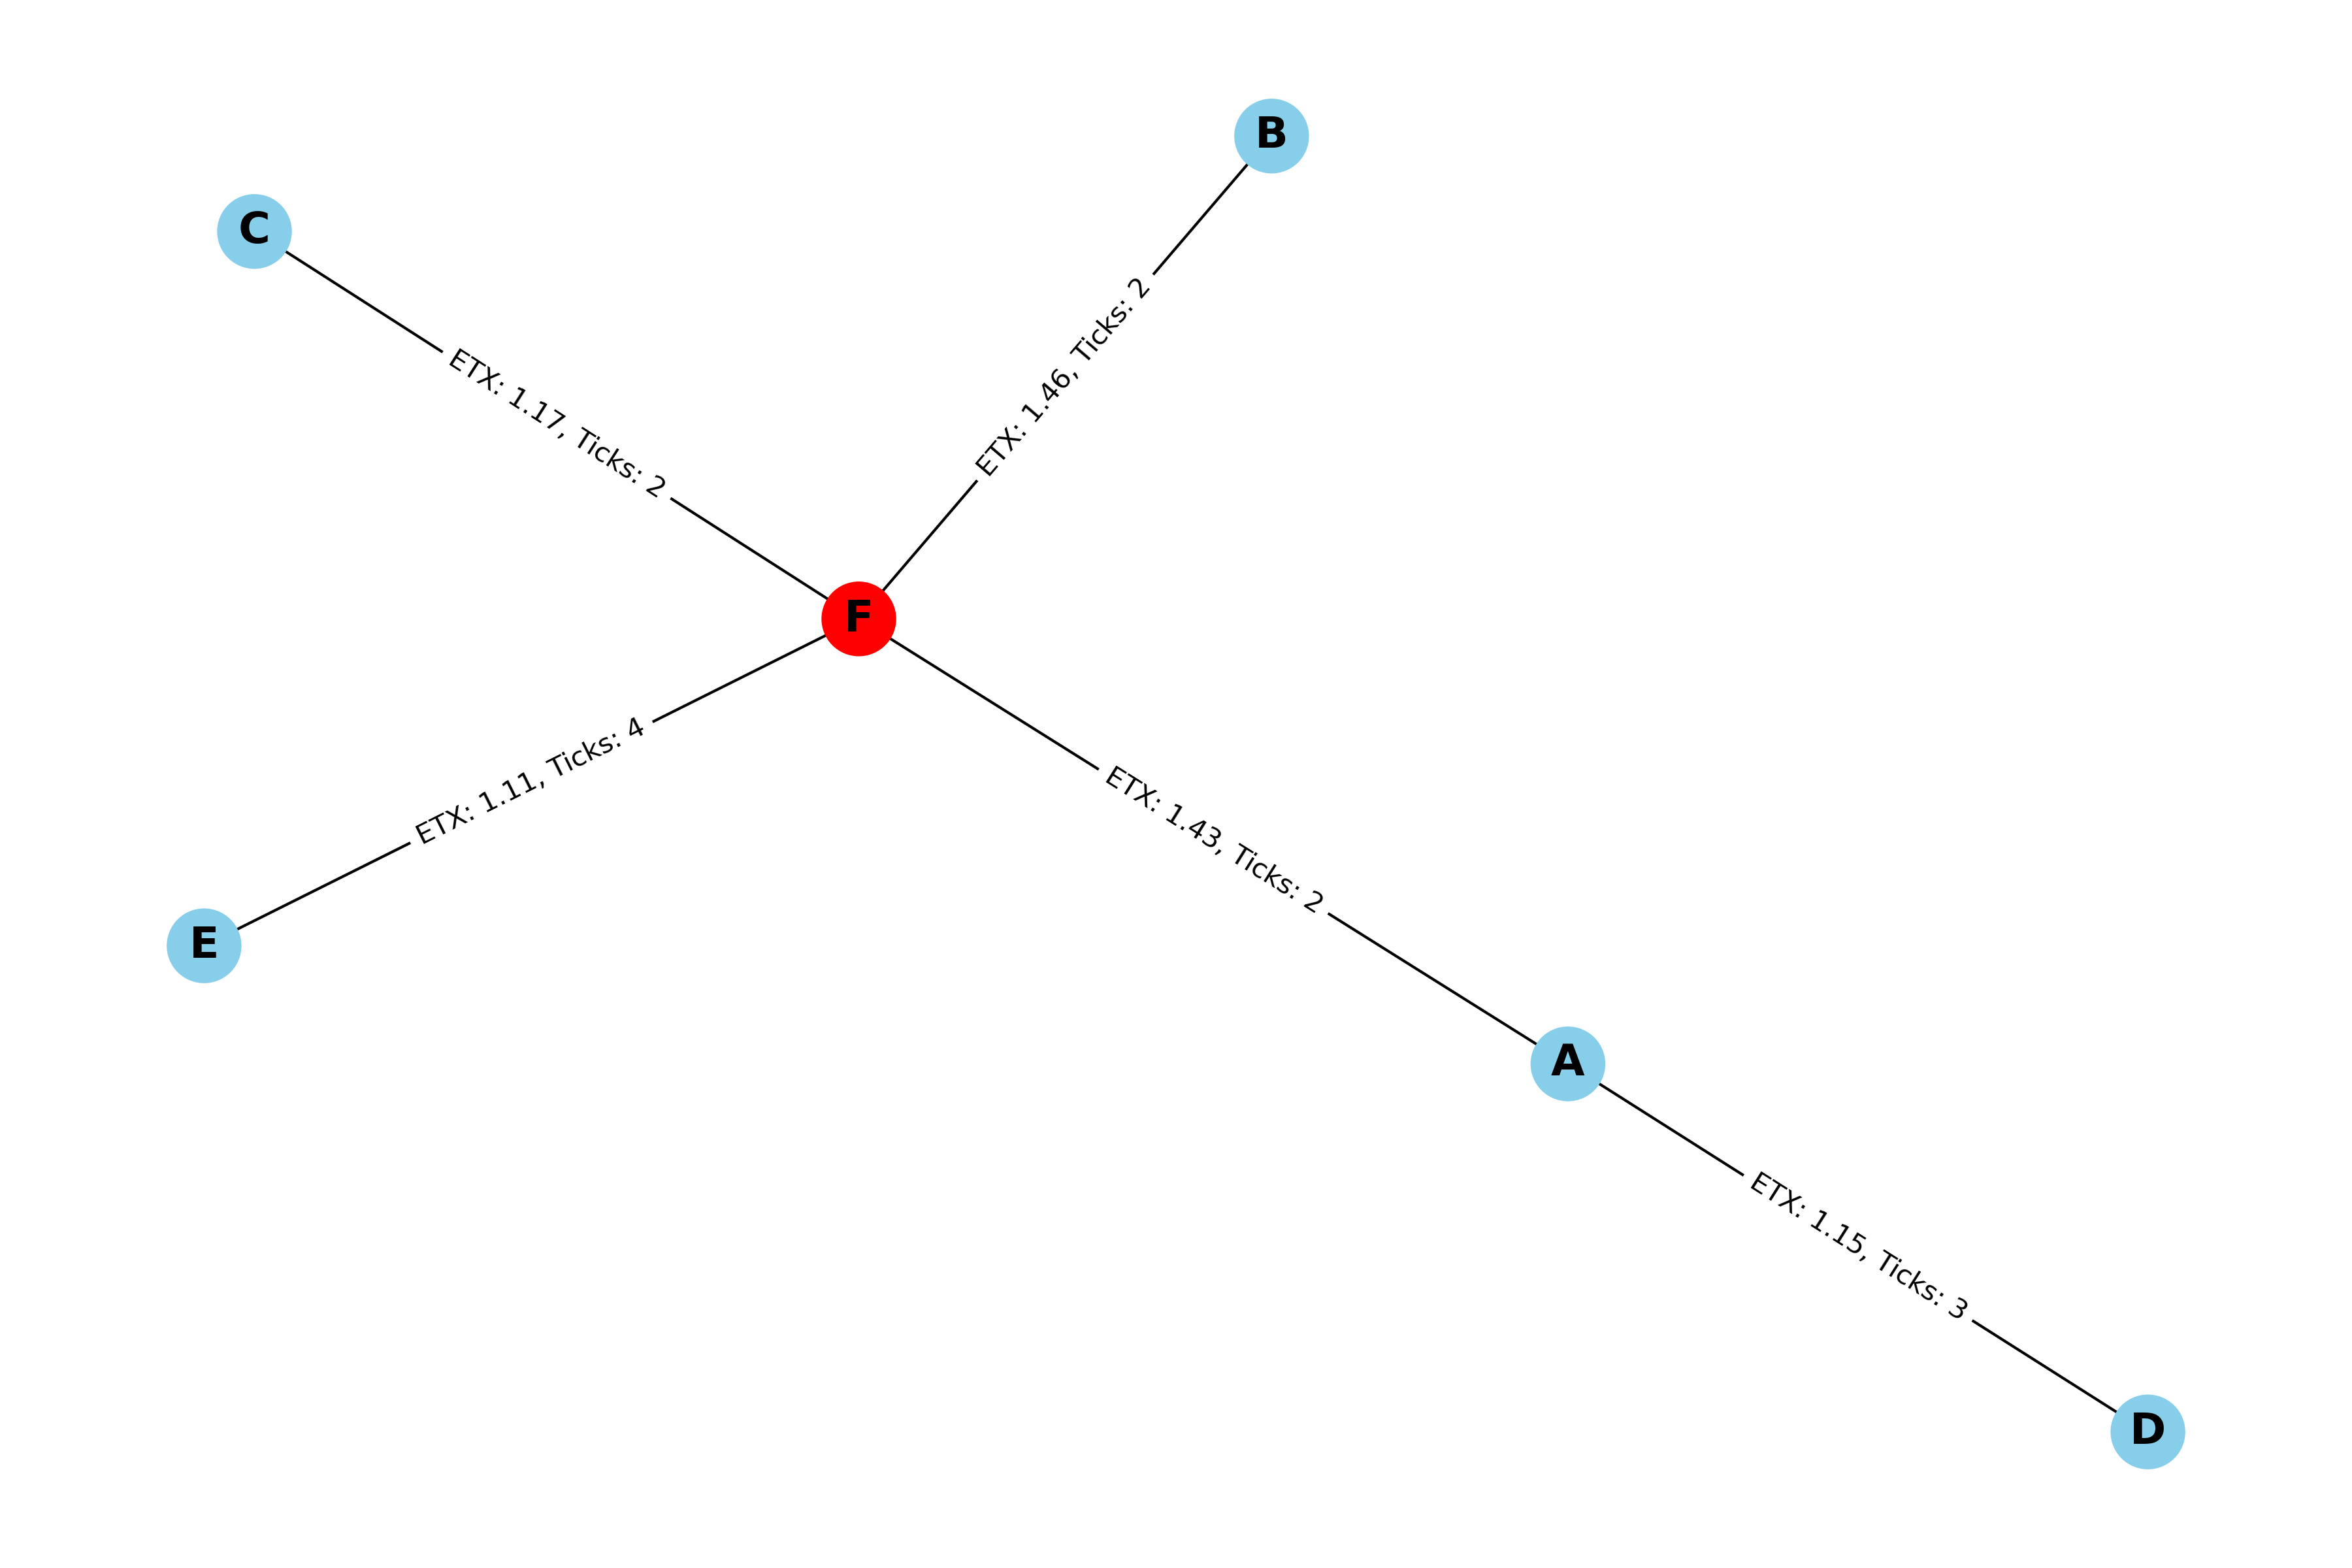 B
C
ETX: 1.46, Ticks: 2
ETX: 1.17, Ticks: 2
F
ETX: 1.11, Ticks: 4
ETX: 1.43, Ticks: 2
E
A
ETX: 1.15, Ticks: 3
D